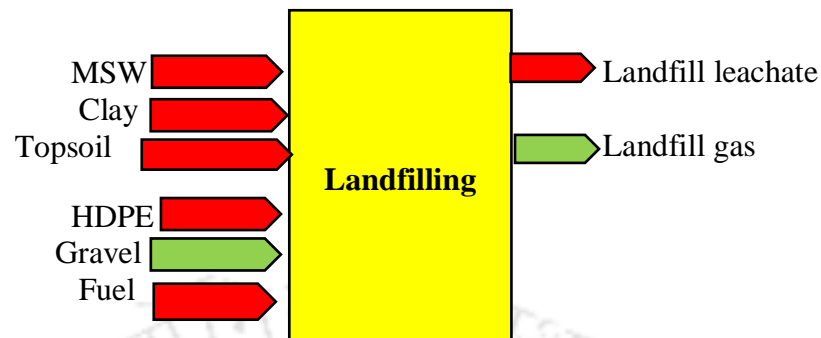 MSW
Clay
Topsoil
HDPE
Gravel
Fuel
Landfilling
Landfill leachate
Landfill gas